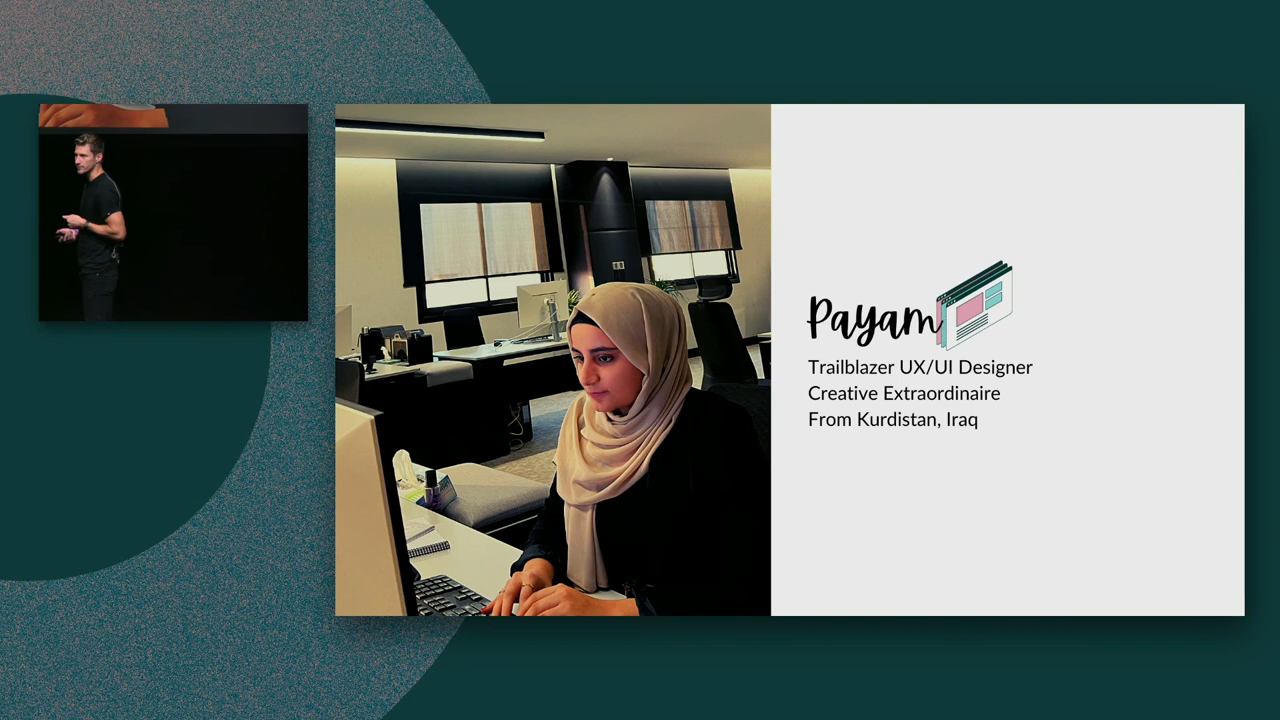 Payam
Trailblazer UX/UI Designer
Creative Extraordinaire
From Kurdistan, Iraq